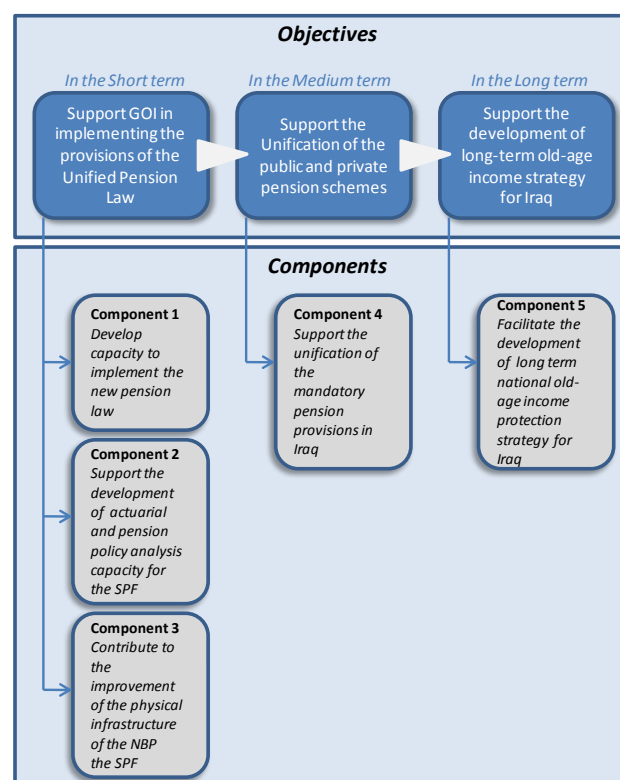 Objectives
In the Short term
Support GOI in
implementing the
provisions of the
Unified Pension
Law
In the Medium term
Support the
Unification of the
public and private
pension schemes
In the Long term
Support the
development of
long-term old-age
income strategy
for Iraq
Components
Component 1
Develop
capacity to
implement the
new pension
law
Component 2
Support the
development
of actuarial
and pension
policy analysis
capacity for
the SPF
Component 3
Contribute to
the
improvement
of the physical
infrastructure
of the NBP
the SPF
Component 4
Support the
unification of
the
mandatory
pension
provisions in
Iraq
Component 5
Facilitate the
development
of long term
national old-
age income
protection
strategy for
Iraq